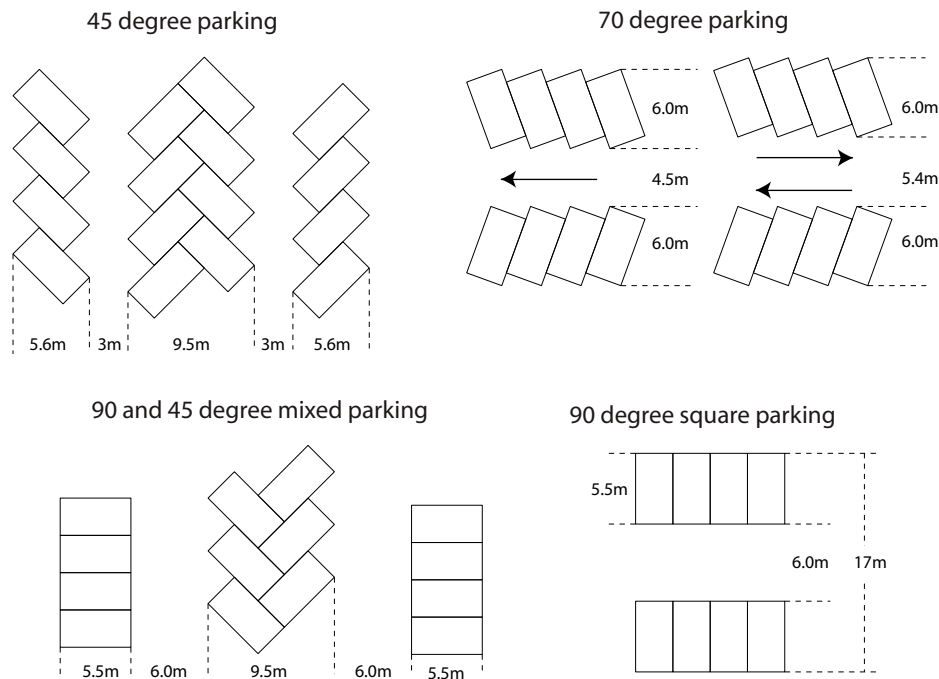 45 degree parking
5.6m 3m 9.5m 3m 5.6m
70 degree parking
6.0m
4.5m
6.0m
6.0m
5.4m
6.0m
90 and 45 degree mixed parking
5.5m 6.0m 9.5m 6.0m 5.5m
90 degree square parking
5.5m
6.0m 17m